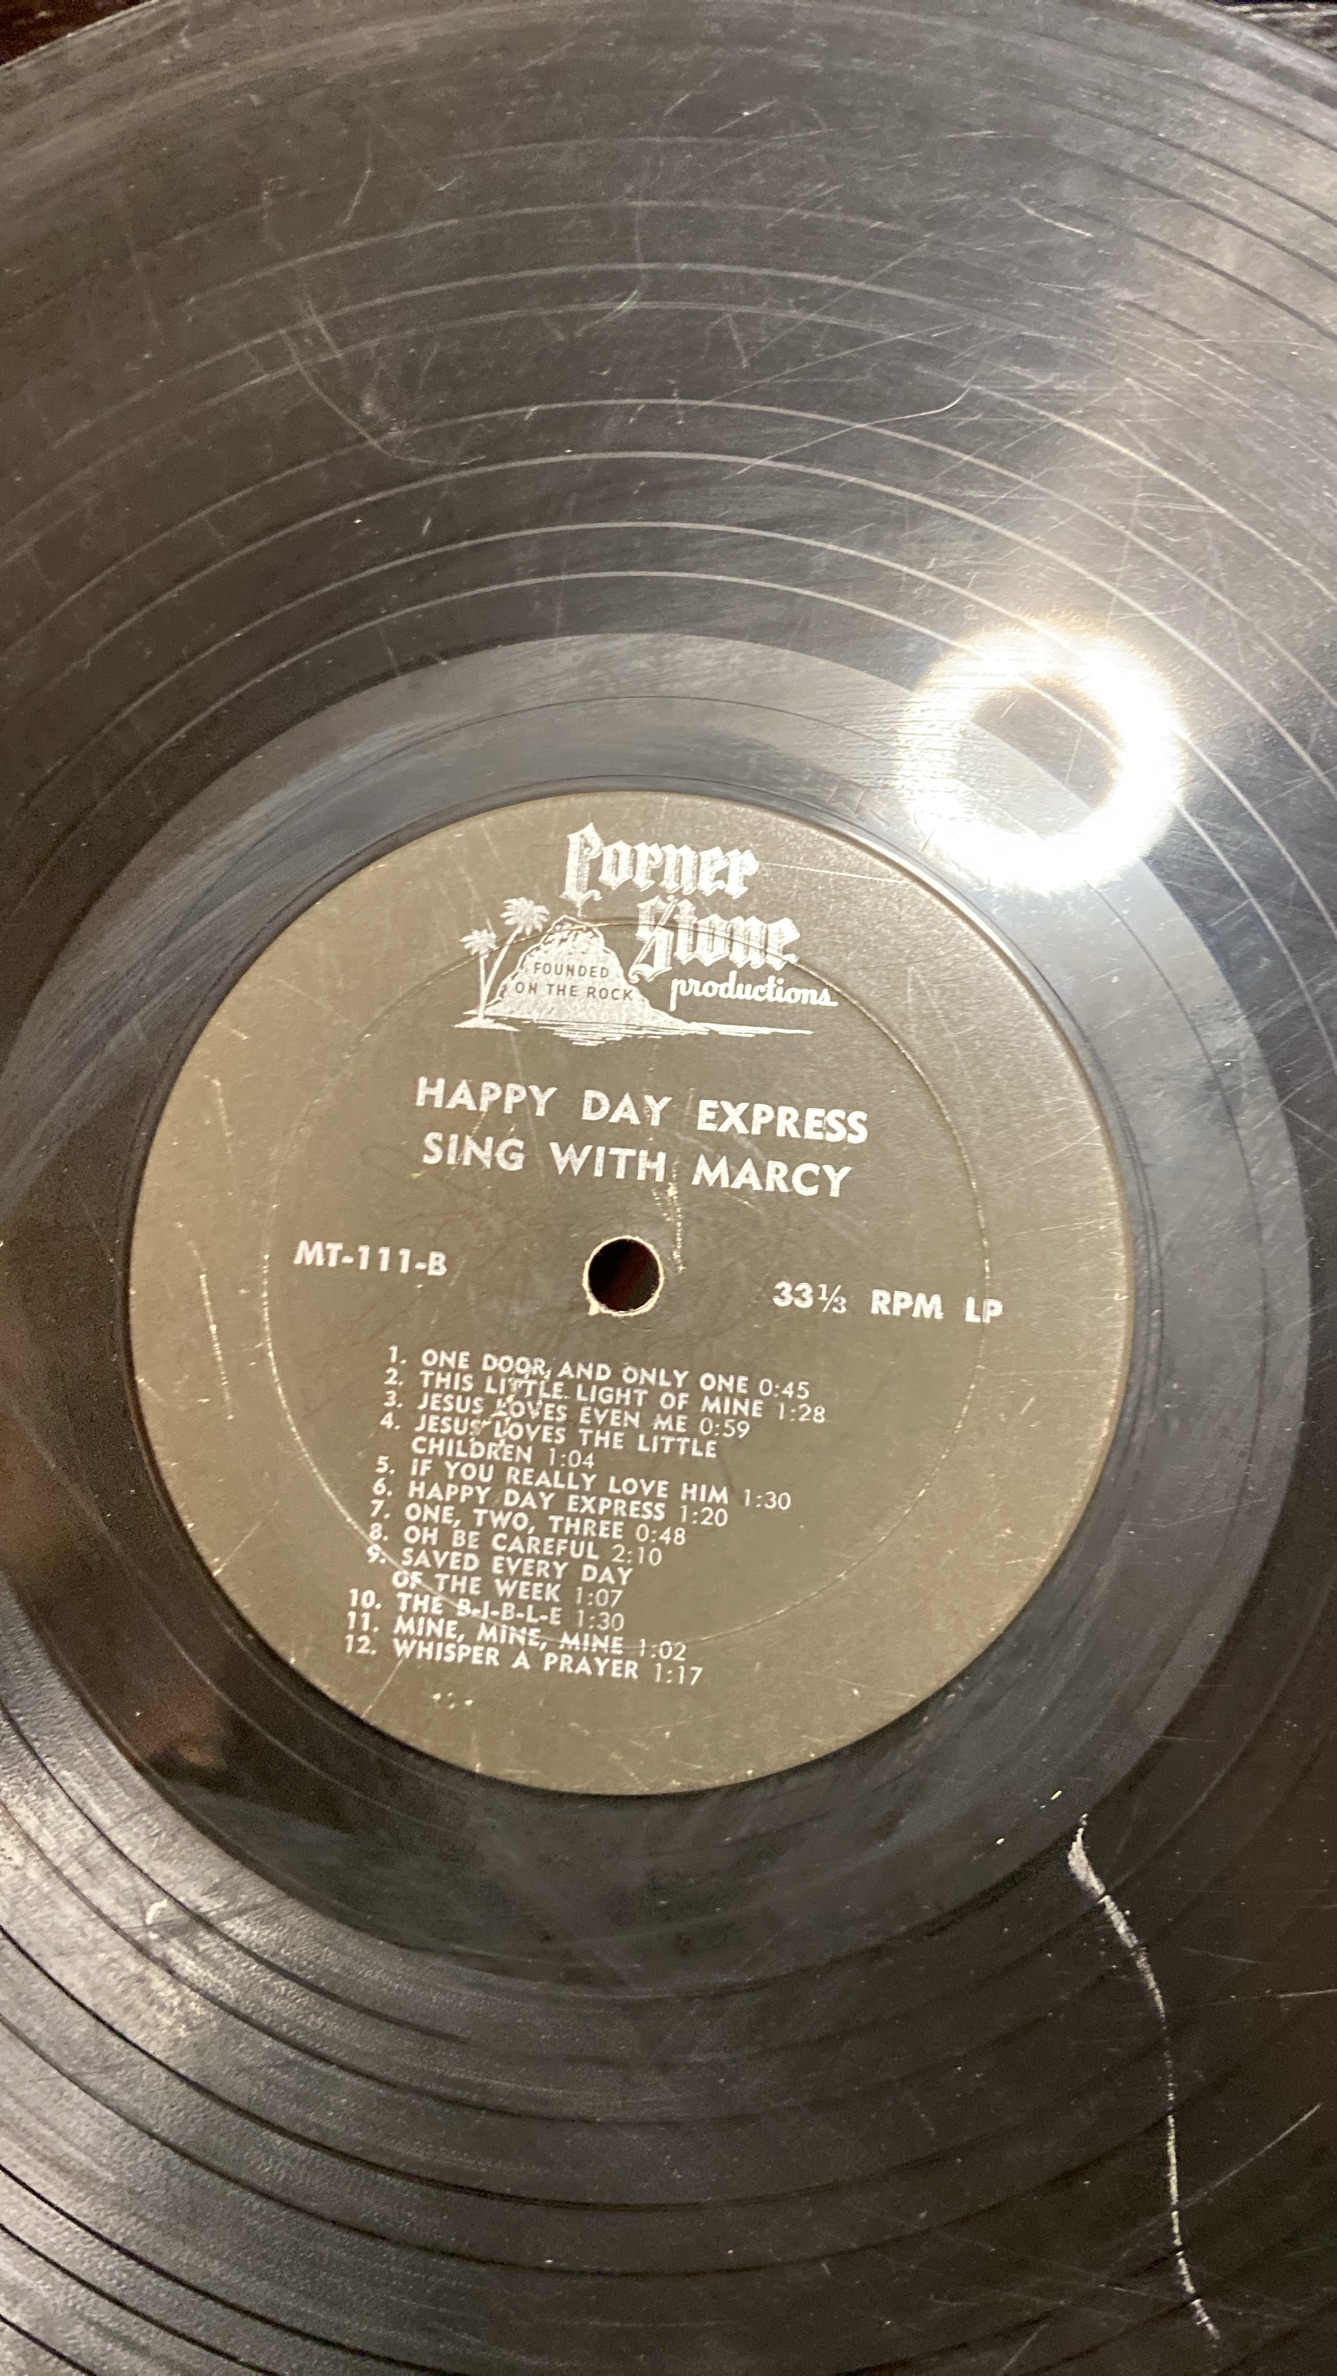 Corner
Stone
productions
FOUNDED
ON THE ROCK
HAPPY DAY EXPRESS
SING WITH MARCY
MT-111-B
33⅓ RPM LP
1. ONE DOOR, AND ONLY ONE 0:45
2. THIS LITTLE LIGHT OF MINE 1:28
3. JESUS LOVES EVEN ME 0:59
4. JESUS LOVES THE LITTLE
CHILDREN 1:04
5. IF YOU REALLY LOVE HIM 1:30
6. HAPPY DAY EXPRESS 1:20
7. ONE, TWO, THREE 0:48
8. OH BE CAREFUL 2:10
9. SAVED EVERY DAY
OF THE WEEK 1:07
10. THE B-I-B-L-E 1:30
11. MINE, MINE, MINE 1:02
12. WHISPER A PRAYER 1:17